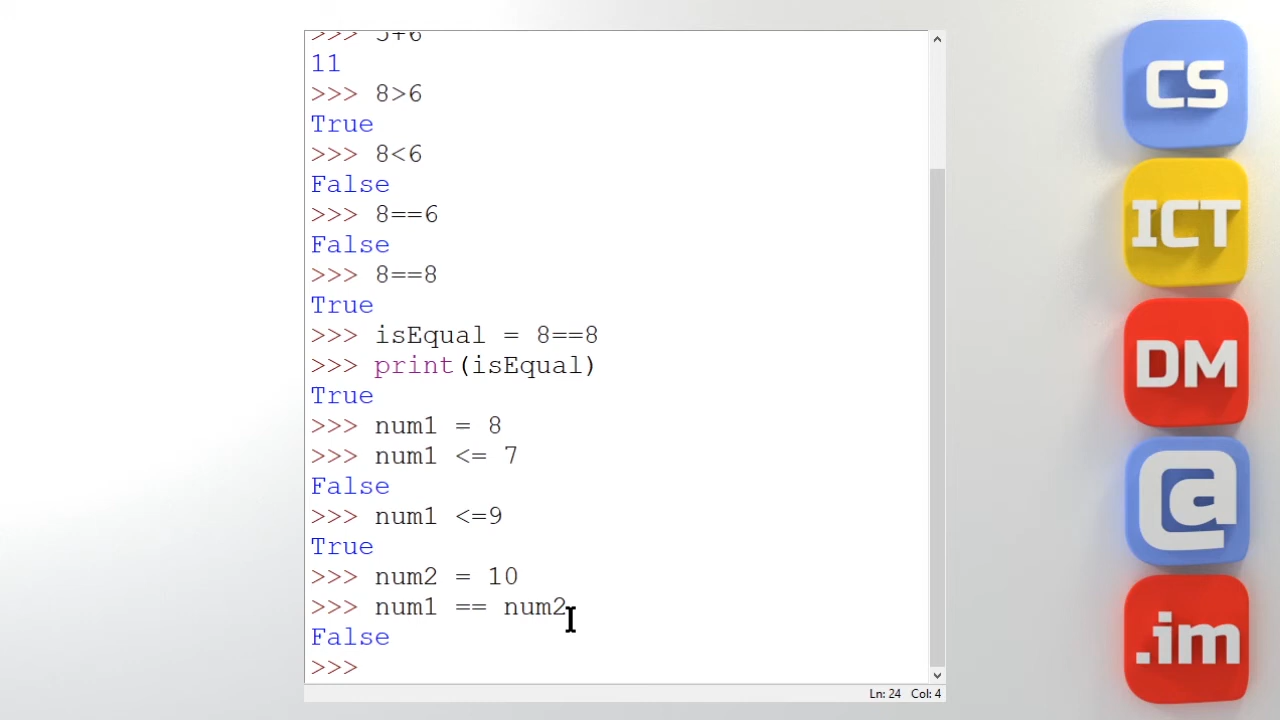 >>> 5+6
11
>>> 8>6
True
>>> 8<6
False
>>> 8==6
False
>>> 8==8
True
>>> isEqual = 8==8
>>> print(isEqual)
True
>>> num1 = 8
>>> num1 <= 7
False
>>> num1 <=9
True
>>> num2 = 10
>>> num1 == num2
False
>>>
Ln: 24 Col: 4
CS
ICT
DM
@
.im